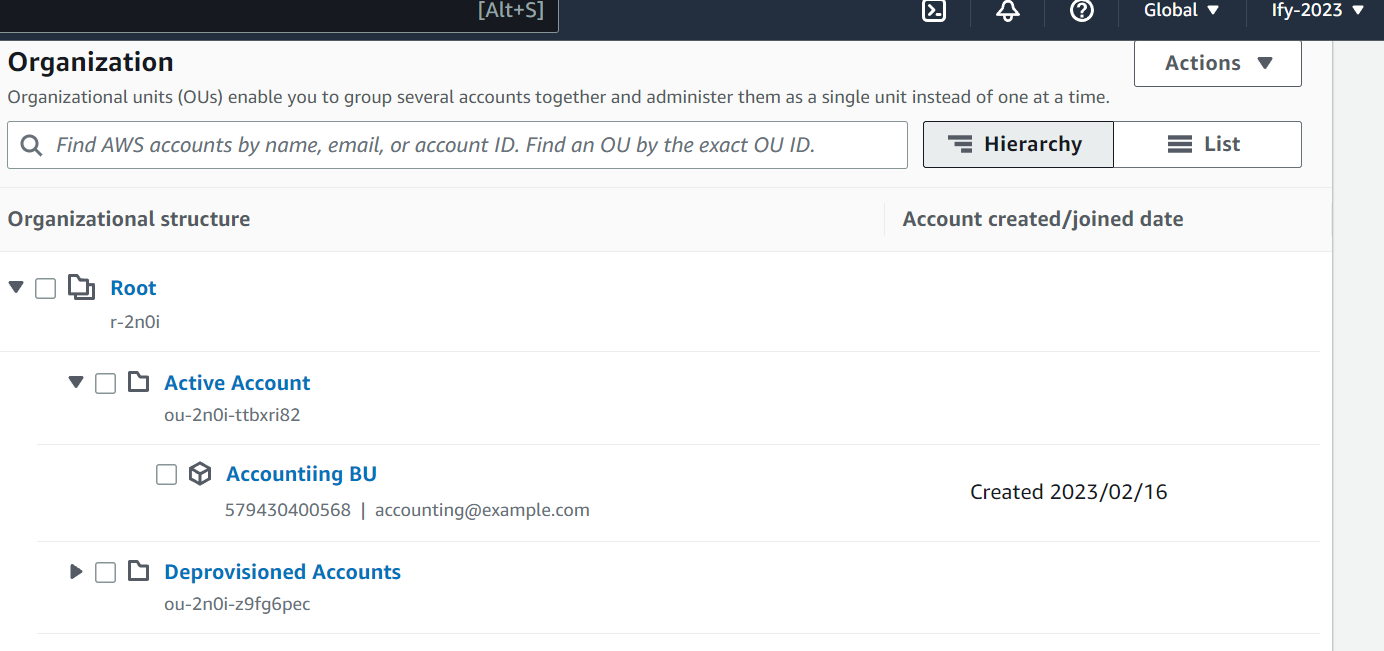 [Alt+S]
Global
Ify-2023
Organization
Actions
Organizational units (OUs) enable you to group several accounts together and administer them as a single unit instead of one at a time.
Find AWS accounts by name, email, or account ID. Find an OU by the exact OU ID.
Hierarchy
List
Organizational structure
Account created/joined date
Root
r-2n0i
Active Account
ou-2n0i-ttbxri82
Accountiing BU
579430400568 | accounting@example.com
Created 2023/02/16
Deprovisioned Accounts
ou-2n0i-z9fg6pec